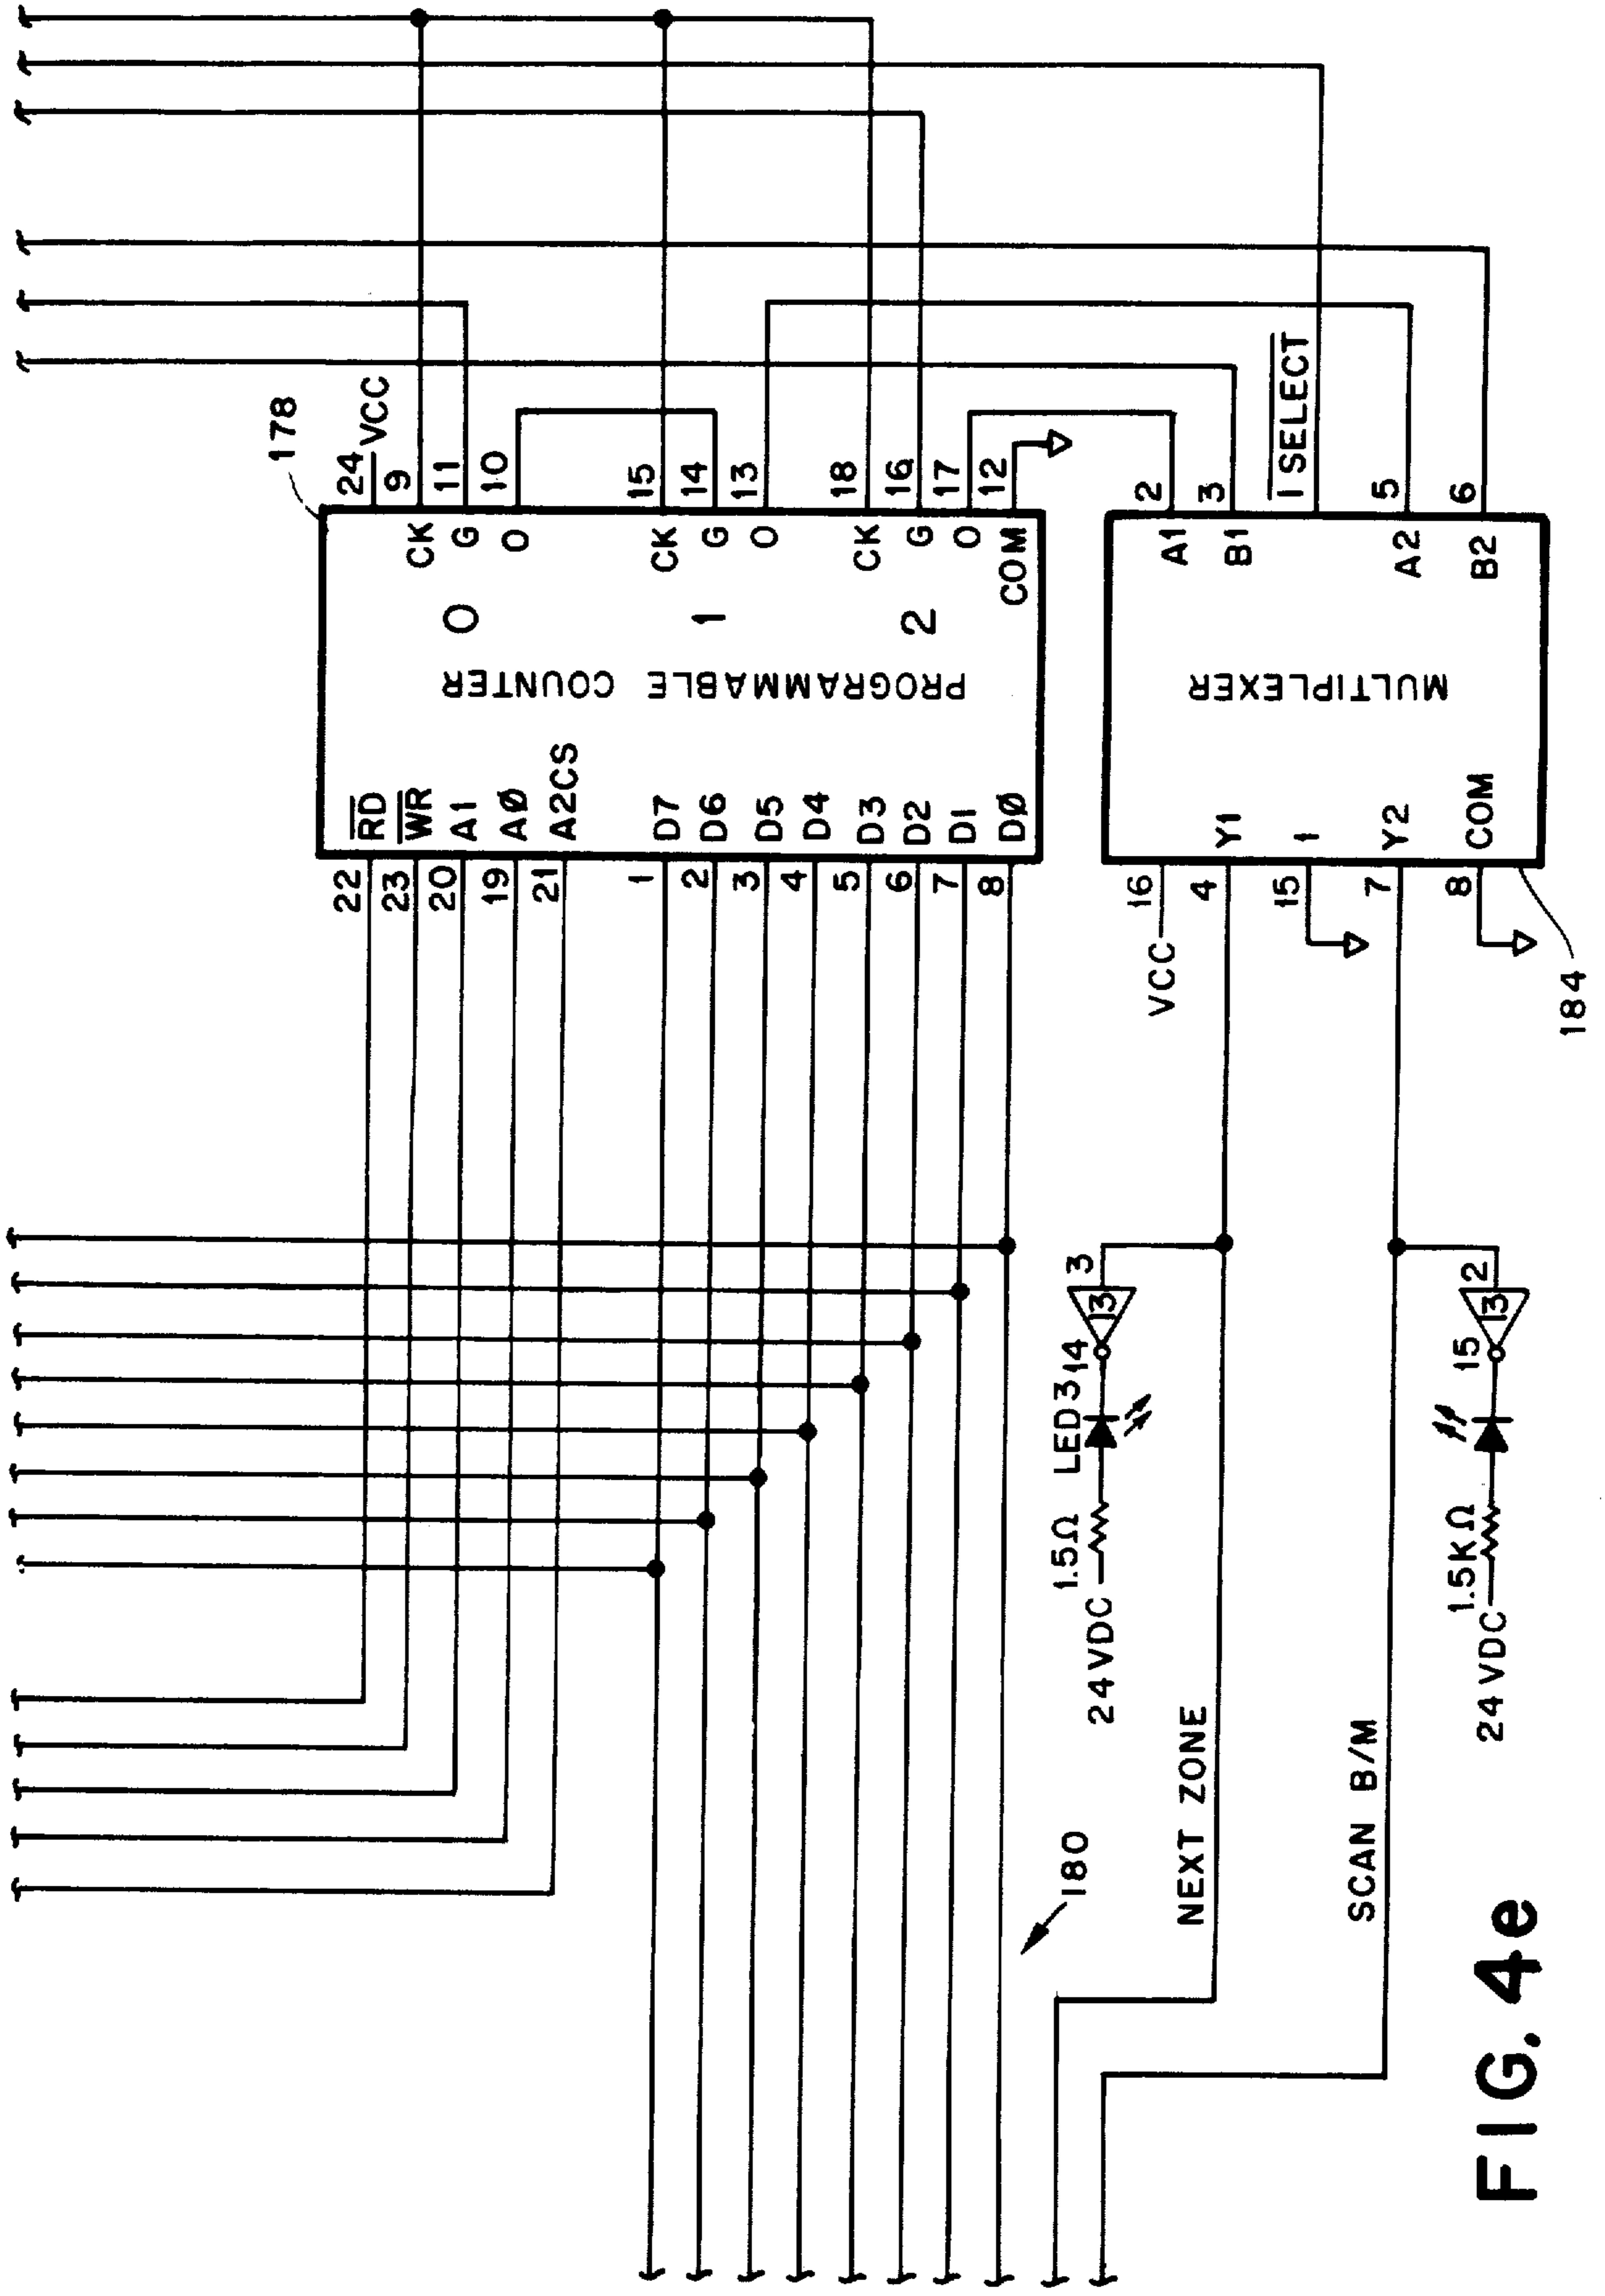 178
24 VCC
9
11
10
15
14
13
18
16
17
12
CK
G
O
CK
G
O
CK
G
O
COM
0
1
2
PROGRAMMABLE COUNTER
RD
WR
A1
AØ
A2CS
D7
D6
D5
D4
D3
D2
D1
DØ
22
23
20
19
21
1
2
3
4
5
6
7
8
2
3
1 SELECT
5
6
A1
B1
A2
B2
MULTIPLEXER
Y1
1
Y2
COM
VCC
16
4
15
7
8
184
3
13
14
LED3
1.5Ω
24 VDC
2
13
15
1.5KΩ
24 VDC
NEXT ZONE
SCAN B/M
180
FIG. 4e